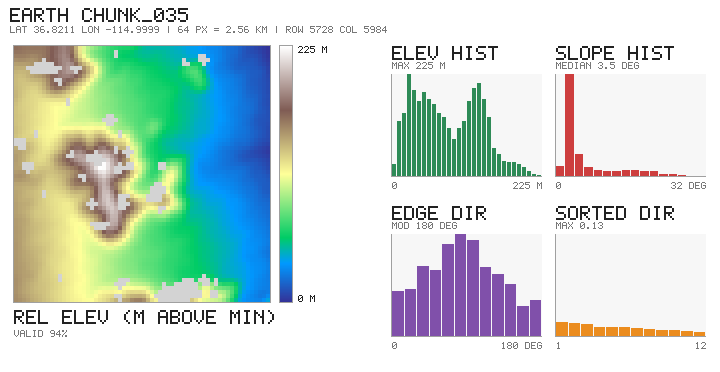 EARTH CHUNK_035
LAT 36.8211 LON -114.9999 | 64 PX = 2.56 KM | ROW 5728 COL 5984
225 M
0 M
REL ELEV (M ABOVE MIN)
VALID 94%
ELEV HIST
MAX 225 M
0 225 M
SLOPE HIST
MEDIAN 3.5 DEG
0 32 DEG
EDGE DIR
MOD 180 DEG
0 180 DEG
SORTED DIR
MAX 0.13
1 12